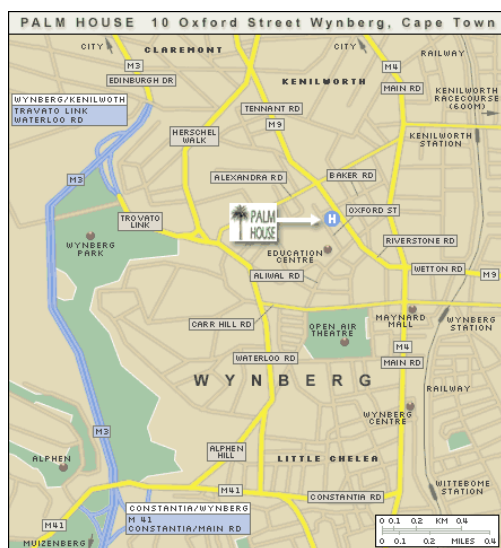 PALM HOUSE 10 Oxford Street Wynberg, Cape Town
CITY
CLAREMONT
CITY
RAILWAY
M3
M4
EDINBURGH DR
KENILWORTH
MAIN RD
KENILWORTH
RACECOURSE
(600M)
WYNBERG/KENILWOTH
TRAVATO LINK
WATERLOO RD
TENNANT RD
M9
HERSCHEL
WALK
KENILWORTH
STATION
M3
ALEXANDRA RD
BAKER RD
OXFORD ST
TROVATO
LINK
PALM
HOUSE
H
WYNBERG
PARK
EDUCATION
CENTRE
RIVERSTONE RD
ALIWAL RD
WETTON RD
M9
CARR HILL RD
OPEN AIR
THEATRE
MAYNARD
MALL
WYNBERG
STATION
WATERLOO RD
M4
MAIN RD
WYNBERG
RAILWAY
WYNBERG
CENTRE
M3
ALPHEN
HILL
ALPHEN
LITTLE CHELEA
WITTEBOME
STATION
M41
CONSTANTIA RD
CONSTANTIA/WYNBERG
M 41
CONSTANTIA/MAIN RD
M41
MUIZENBERG
0 0.1 0.2 KM 0.4
0 0.1 0.2 MILES 0.4